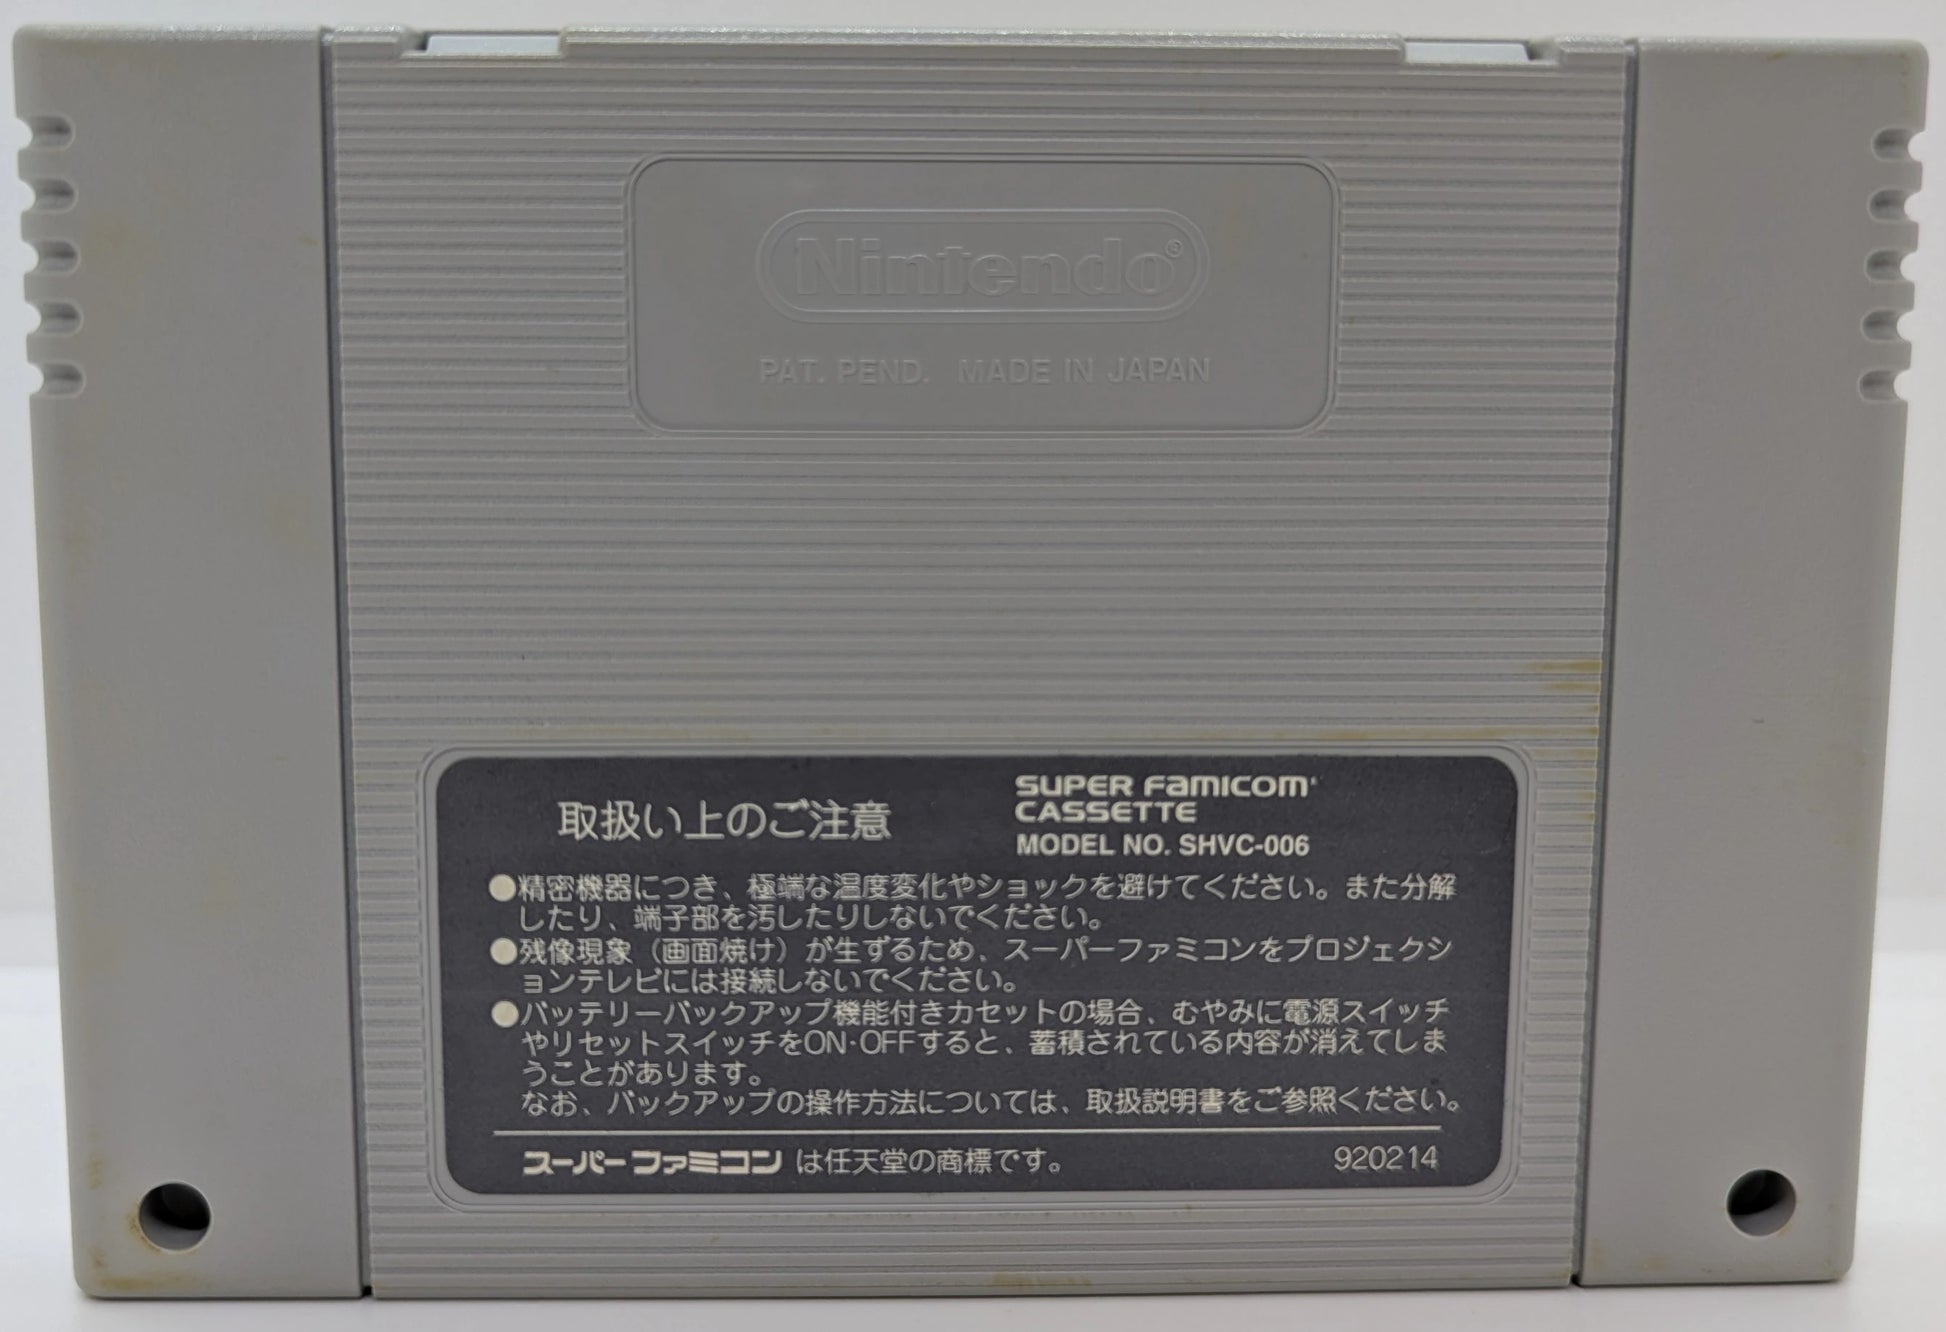 Nintendo®
PAT. PEND. MADE IN JAPAN
取扱い上のご注意
SUPER FAMICOM
CASSETTE
MODEL NO. SHVC-006
●精密機器につき、極端な温度変化やショックを避けてください。また分解
したり、端子部を汚したりしないでください。
●残像現象（画面焼け）が生ずるため、スーパーファミコンをプロジェクシ
ョンテレビには接続しないでください。
●バッテリーバックアップ機能付きカセットの場合、むやみに電源スイッチ
やリセットスイッチをON·OFFすると、蓄積されている内容が消えてしま
うことがあります。
なお、バックアップの操作方法については、取扱説明書をご参照ください。
スーパーファミコン は任天堂の商標です。
920214